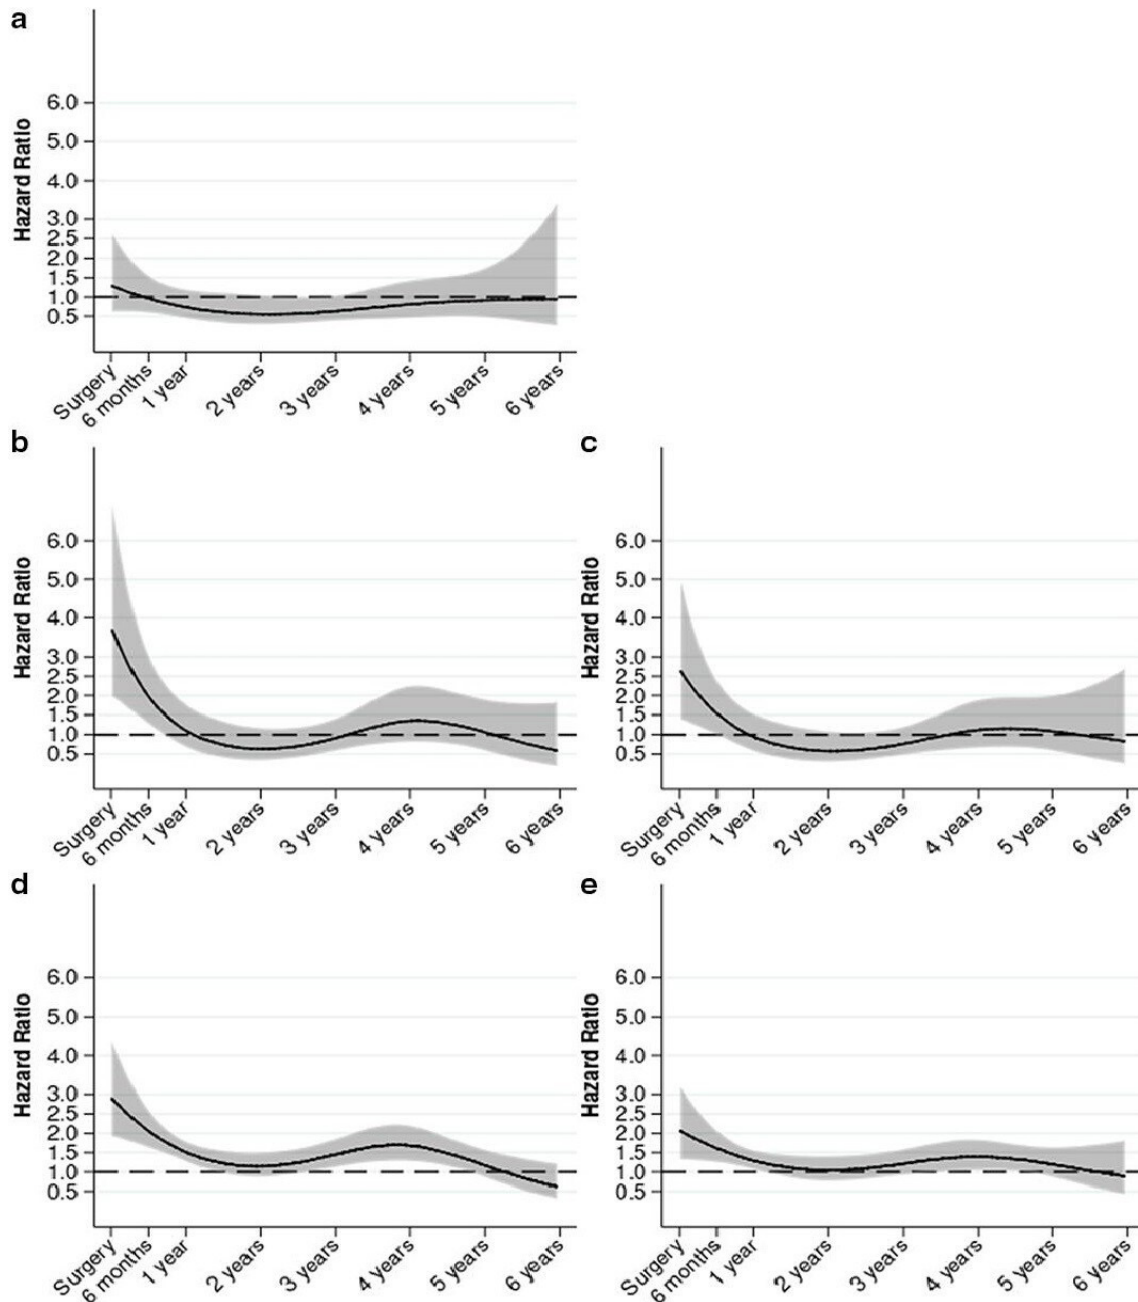 a
Hazard Ratio
6.0
5.0
4.0
3.0
2.5
2.0
1.5
1.0
0.5
Surgery
6 months
1 year
2 years
3 years
4 years
5 years
6 years
b
Hazard Ratio
6.0
5.0
4.0
3.0
2.5
2.0
1.5
1.0
0.5
Surgery
6 months
1 year
2 years
3 years
4 years
5 years
6 years
c
Hazard Ratio
6.0
5.0
4.0
3.0
2.5
2.0
1.5
1.0
0.5
Surgery
6 months
1 year
2 years
3 years
4 years
5 years
6 years
d
Hazard Ratio
6.0
5.0
4.0
3.0
2.5
2.0
1.5
1.0
0.5
Surgery
6 months
1 year
2 years
3 years
4 years
5 years
6 years
e
Hazard Ratio
6.0
5.0
4.0
3.0
2.5
2.0
1.5
1.0
0.5
Surgery
6 months
1 year
2 years
3 years
4 years
5 years
6 years